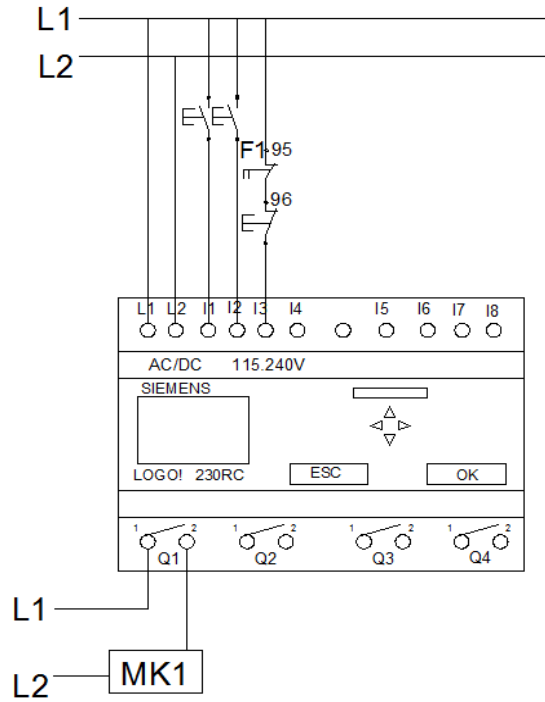 L1
L2
F1 95
96
L1 L2 I1 I2 I3 I4 I5 I6 I7 I8
AC/DC 115.240V
SIEMENS
LOGO! 230RC ESC OK
1 2 1 2 1 2 1 2
Q1 Q2 Q3 Q4
L1
L2 MK1